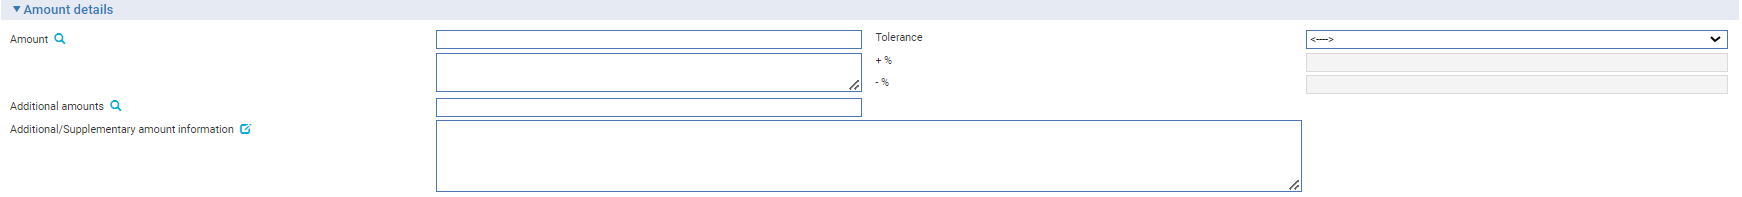 Amount details
Amount
Tolerance
<---->
+ %
- %
Additional amounts
Additional/Supplementary amount information